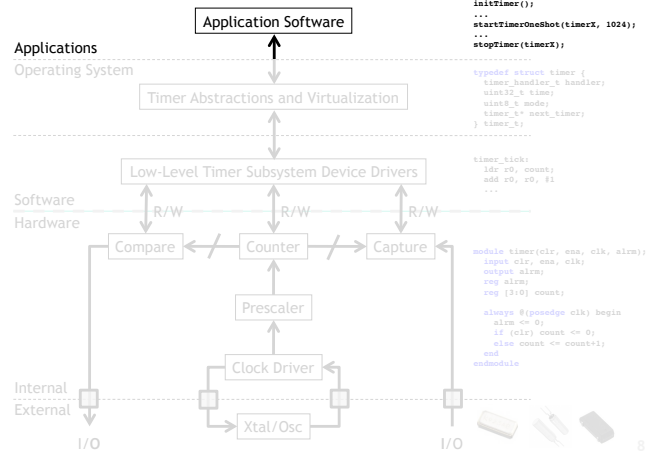 initTimer();
...
startTimerOneShot(timerX, 1024);
...
stopTimer(timerX);
Application Software
Applications
Operating System
typedef struct timer {
timer_handler_t handler;
uint32_t time;
uint8_t mode;
timer_t* next_timer;
} timer_t;
Timer Abstractions and Virtualization
Low-Level Timer Subsystem Device Drivers
timer_tick:
ldr r0, count;
add r0, r0, #1
...
Software
R/W R/W R/W
Hardware
Compare Counter Capture
module timer(clr, ena, clk, alrm);
input clr, ena, clk;
output alrm;
reg alrm;
reg [3:0] count;
always @(posedge clk) begin
alrm <= 0;
if (clr) count <= 0;
else count <= count+1;
end
endmodule
Prescaler
Clock Driver
Internal
External
Xtal/Osc
I/O I/O
8